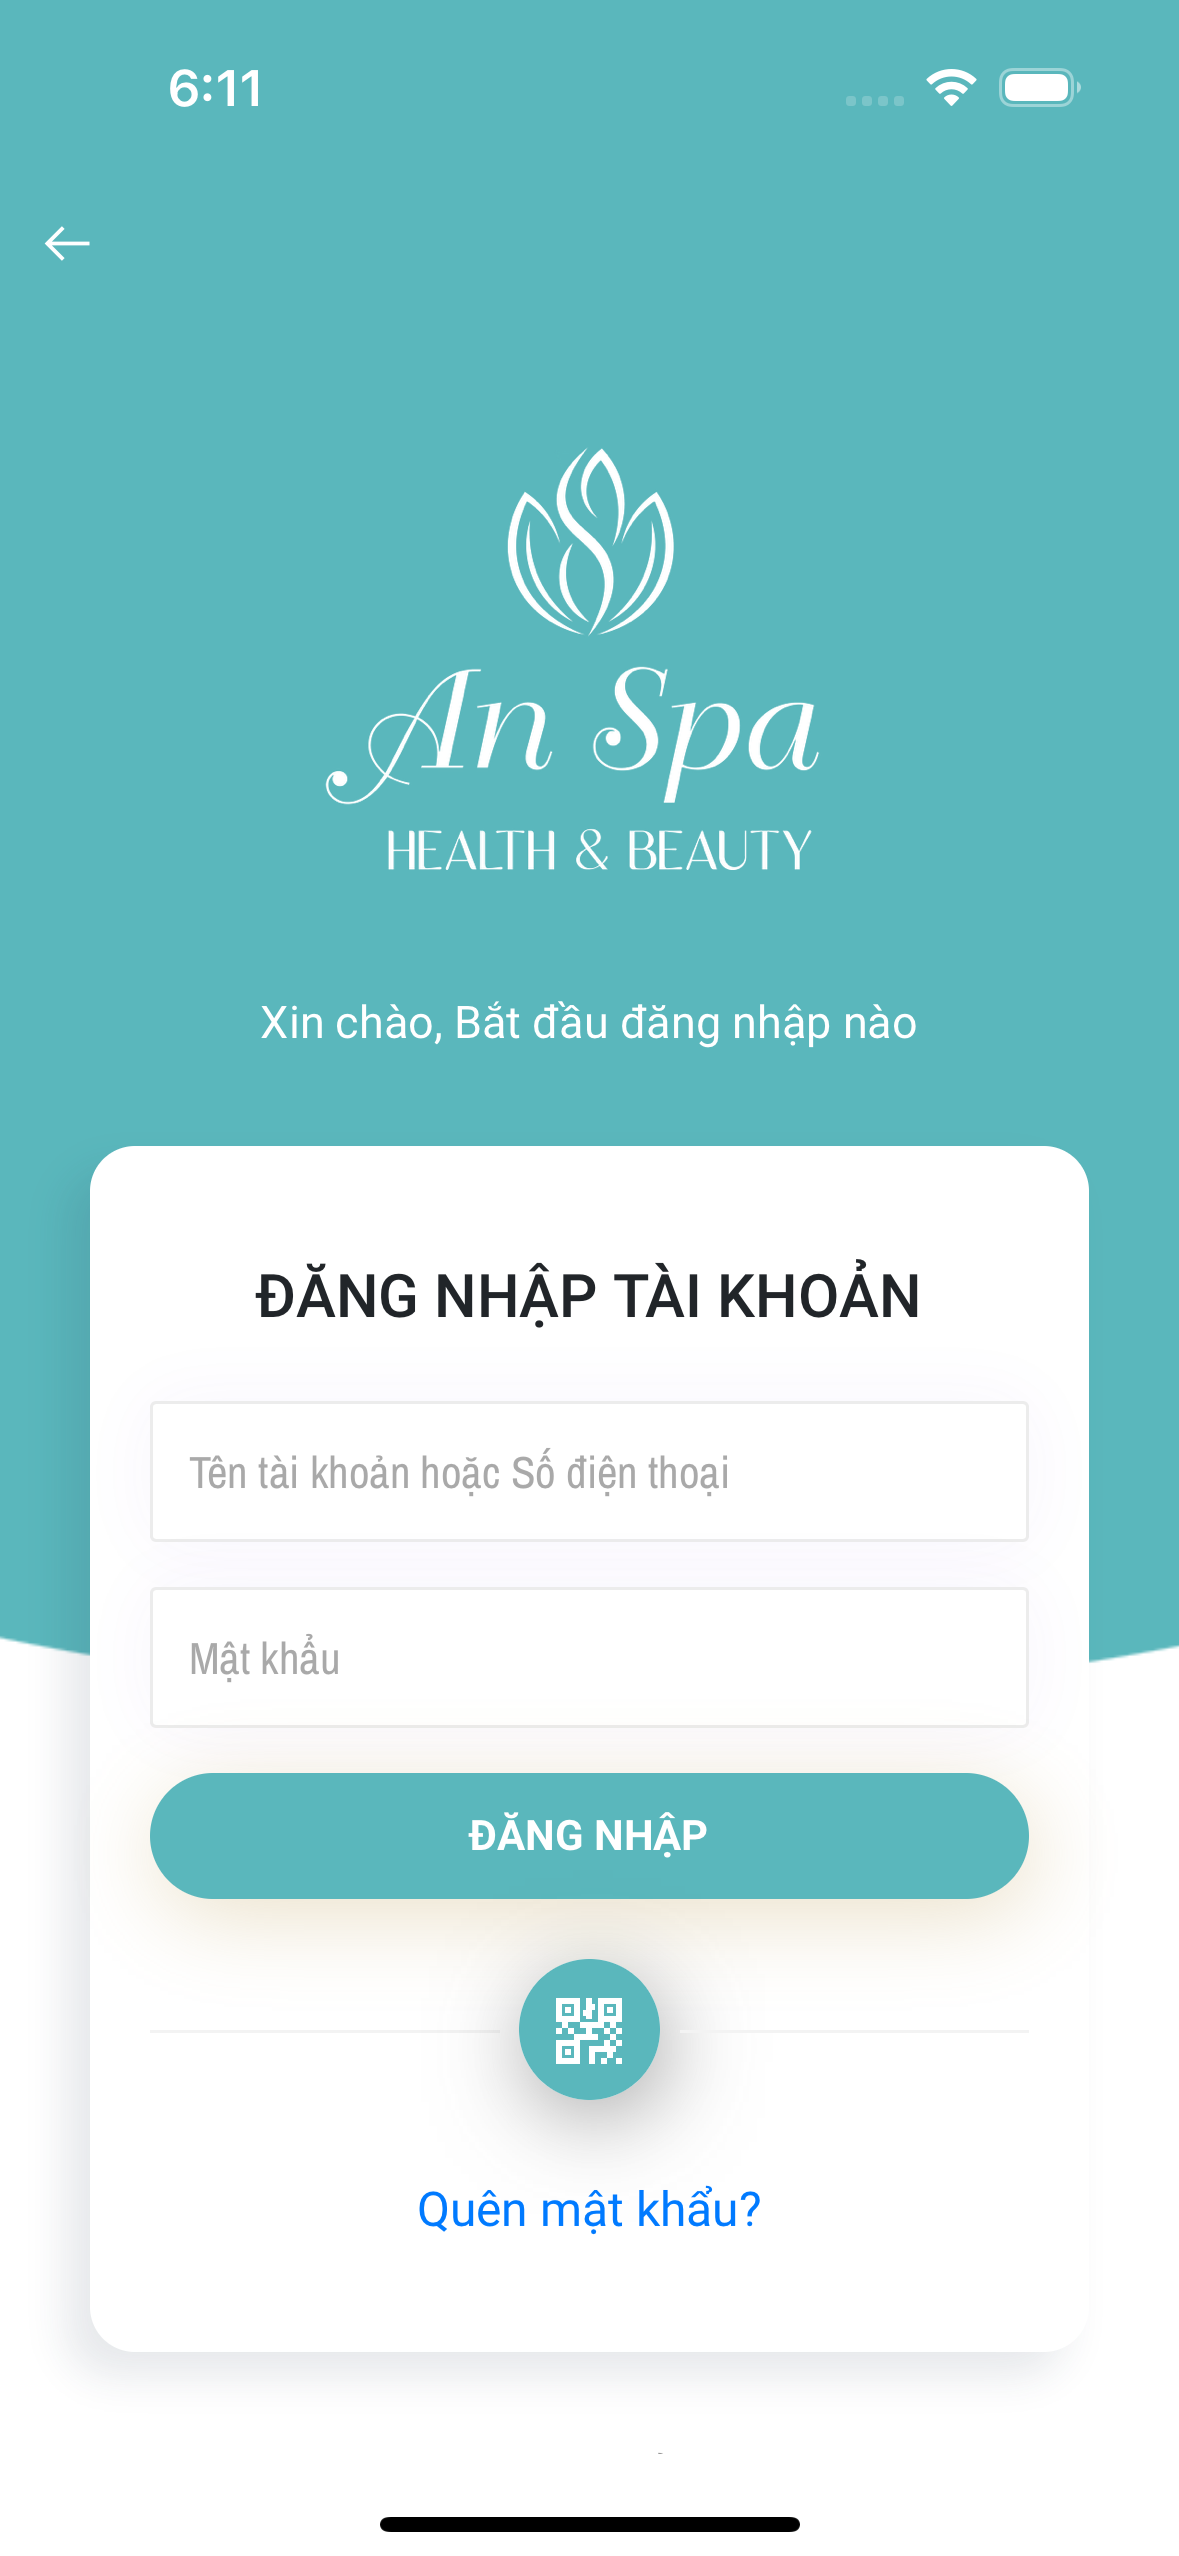 6:11
An Spa
HEALTH & BEAUTY
Xin chào, Bắt đầu đăng nhập nào
ĐĂNG NHẬP TÀI KHOẢN
Tên tài khoản hoặc Số điện thoại
Mật khẩu
ĐĂNG NHẬP
Quên mật khẩu?